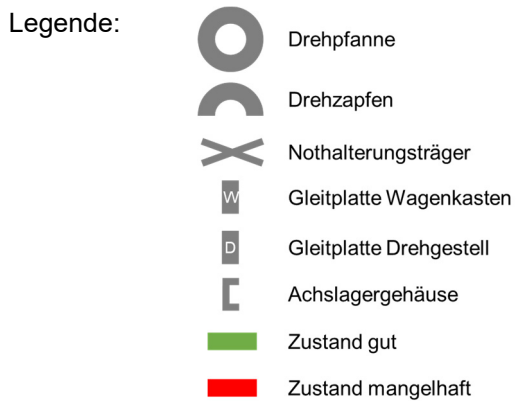 Legende:
Drehpfanne
Drehzapfen
Nothalterungsträger
W Gleitplatte Wagenkasten
D Gleitplatte Drehgestell
Achslagergehäuse
Zustand gut
Zustand mangelhaft